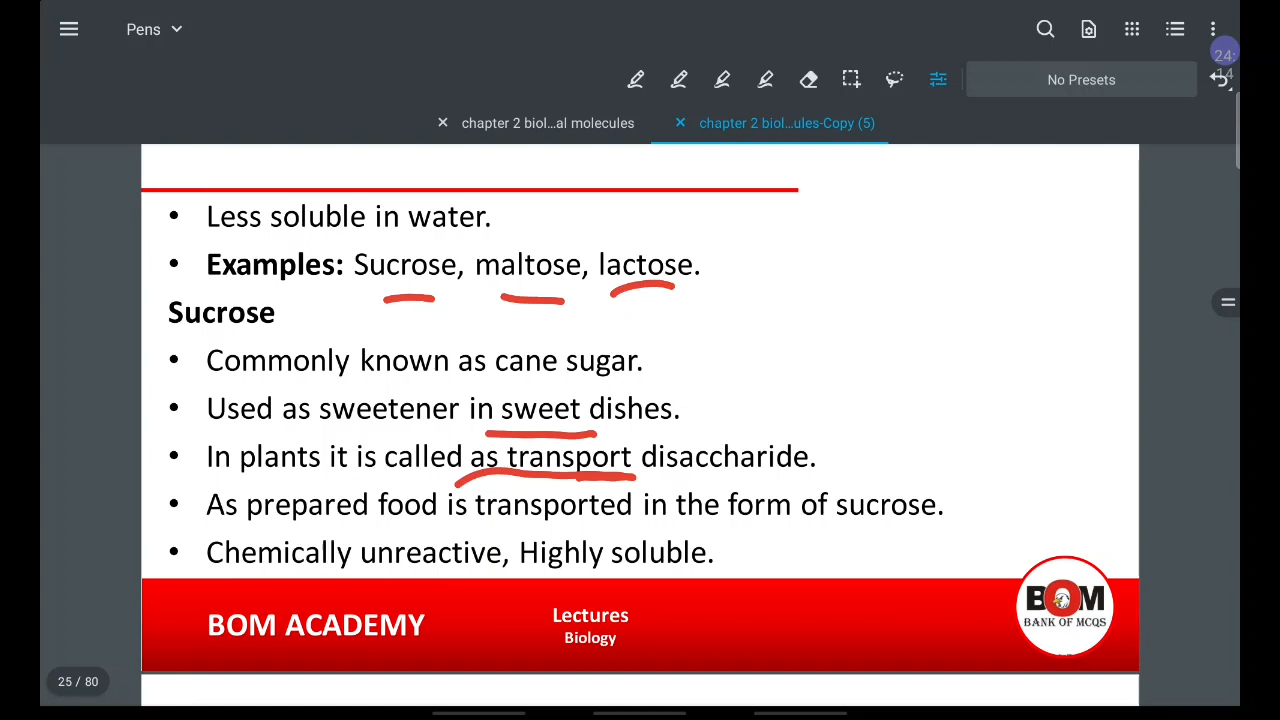 Pens
24:
14
No Presets
chapter 2 biol...al molecules
chapter 2 biol...ules-Copy (5)
• Less soluble in water.
• Examples: Sucrose, maltose, lactose.
Sucrose
• Commonly known as cane sugar.
• Used as sweetener in sweet dishes.
• In plants it is called as transport disaccharide.
• As prepared food is transported in the form of sucrose.
• Chemically unreactive, Highly soluble.
BOM ACADEMY
Lectures
Biology
BOM
BANK OF MCQS
25 / 80